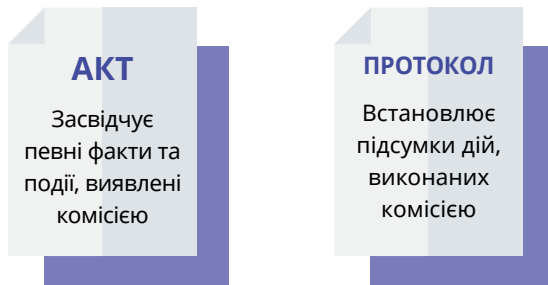 АКТ
Засвідчує
певні факти та
події, виявлені
комісією
ПРОТОКОЛ
Встановлює
підсумки дій,
виконаних
комісією